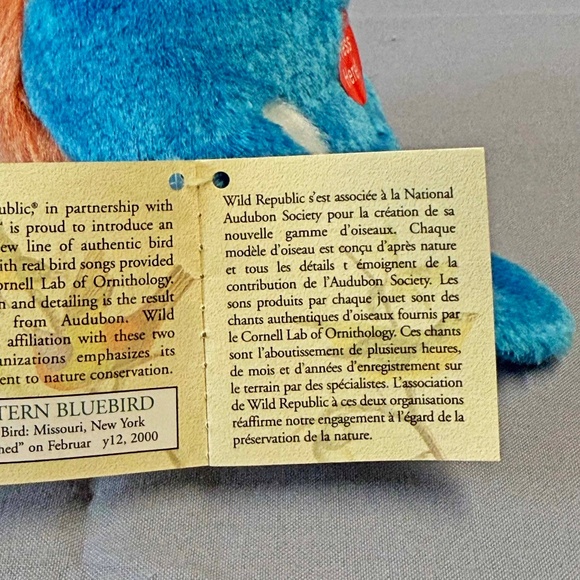 ess
Here
ublic,® in partnership with
is proud to introduce an
ew line of authentic bird
ith real bird songs provided
ornell Lab of Ornithology.
n and detailing is the result
from Audubon. Wild
affiliation with these two
anizations emphasizes its
ent to nature conservation.
TERN BLUEBIRD
Bird: Missouri, New York
hed" on Februar y12, 2000
Wild Republic s'est associée à la National
Audubon Society pour la création de sa
nouvelle gamme d'oiseaux. Chaque
modèle d'oiseau est conçu d'après nature
et tous les détails t émoignent de la
contribution de l'Audubon Society. Les
sons produits par chaque jouet sont des
chants authentiques d'oiseaux fournis par
le Cornell Lab of Ornithology. Ces chants
sont l'aboutissement de plusieurs heures,
de mois et d'années d'enregistrement sur
le terrain par des spécialistes. L'association
de Wild Republic à ces deux organisations
réaffirme notre engagement à l'égard de la
préservation de la nature.